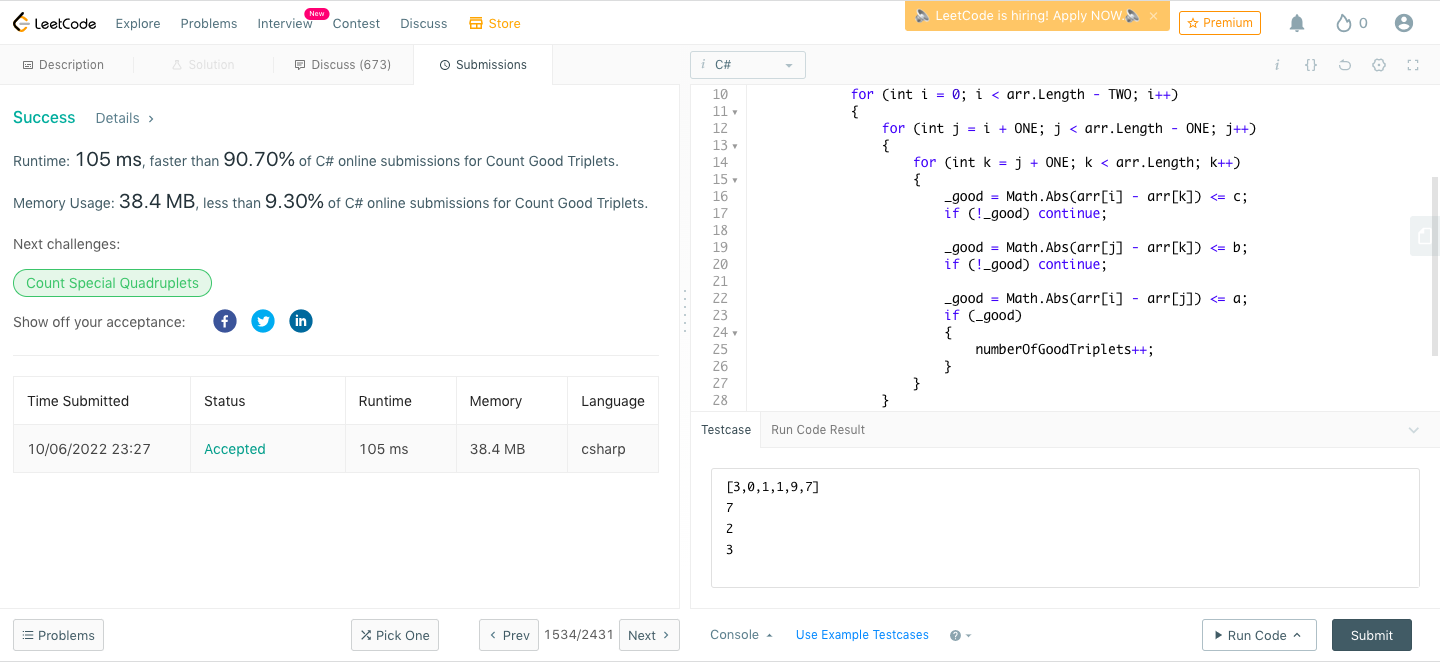 LeetCode Explore Problems Interview New Contest Discuss Store LeetCode is hiring! Apply NOW. × Premium 0
Description Solution Discuss (673) Submissions
i C# i {}
Success Details >
Runtime: 105 ms, faster than 90.70% of C# online submissions for Count Good Triplets.
Memory Usage: 38.4 MB, less than 9.30% of C# online submissions for Count Good Triplets.
Next challenges:
Count Special Quadruplets
Show off your acceptance: f in
Time Submitted Status Runtime Memory Language
10/06/2022 23:27 Accepted 105 ms 38.4 MB csharp
10 for (int i = 0; i < arr.Length - TWO; i++)
11 {
12 for (int j = i + ONE; j < arr.Length - ONE; j++)
13 {
14 for (int k = j + ONE; k < arr.Length; k++)
15 {
16 _good = Math.Abs(arr[i] - arr[k]) <= c;
17 if (!_good) continue;
18
19 _good = Math.Abs(arr[j] - arr[k]) <= b;
20 if (!_good) continue;
21
22 _good = Math.Abs(arr[i] - arr[j]) <= a;
23 if (_good)
24 {
25 numberOfGoodTriplets++;
26 }
27 }
28 }
Testcase Run Code Result
[3,0,1,1,9,7]
7
2
3
Problems Pick One < Prev 1534/2431 Next > Console Use Example Testcases ? Run Code Submit